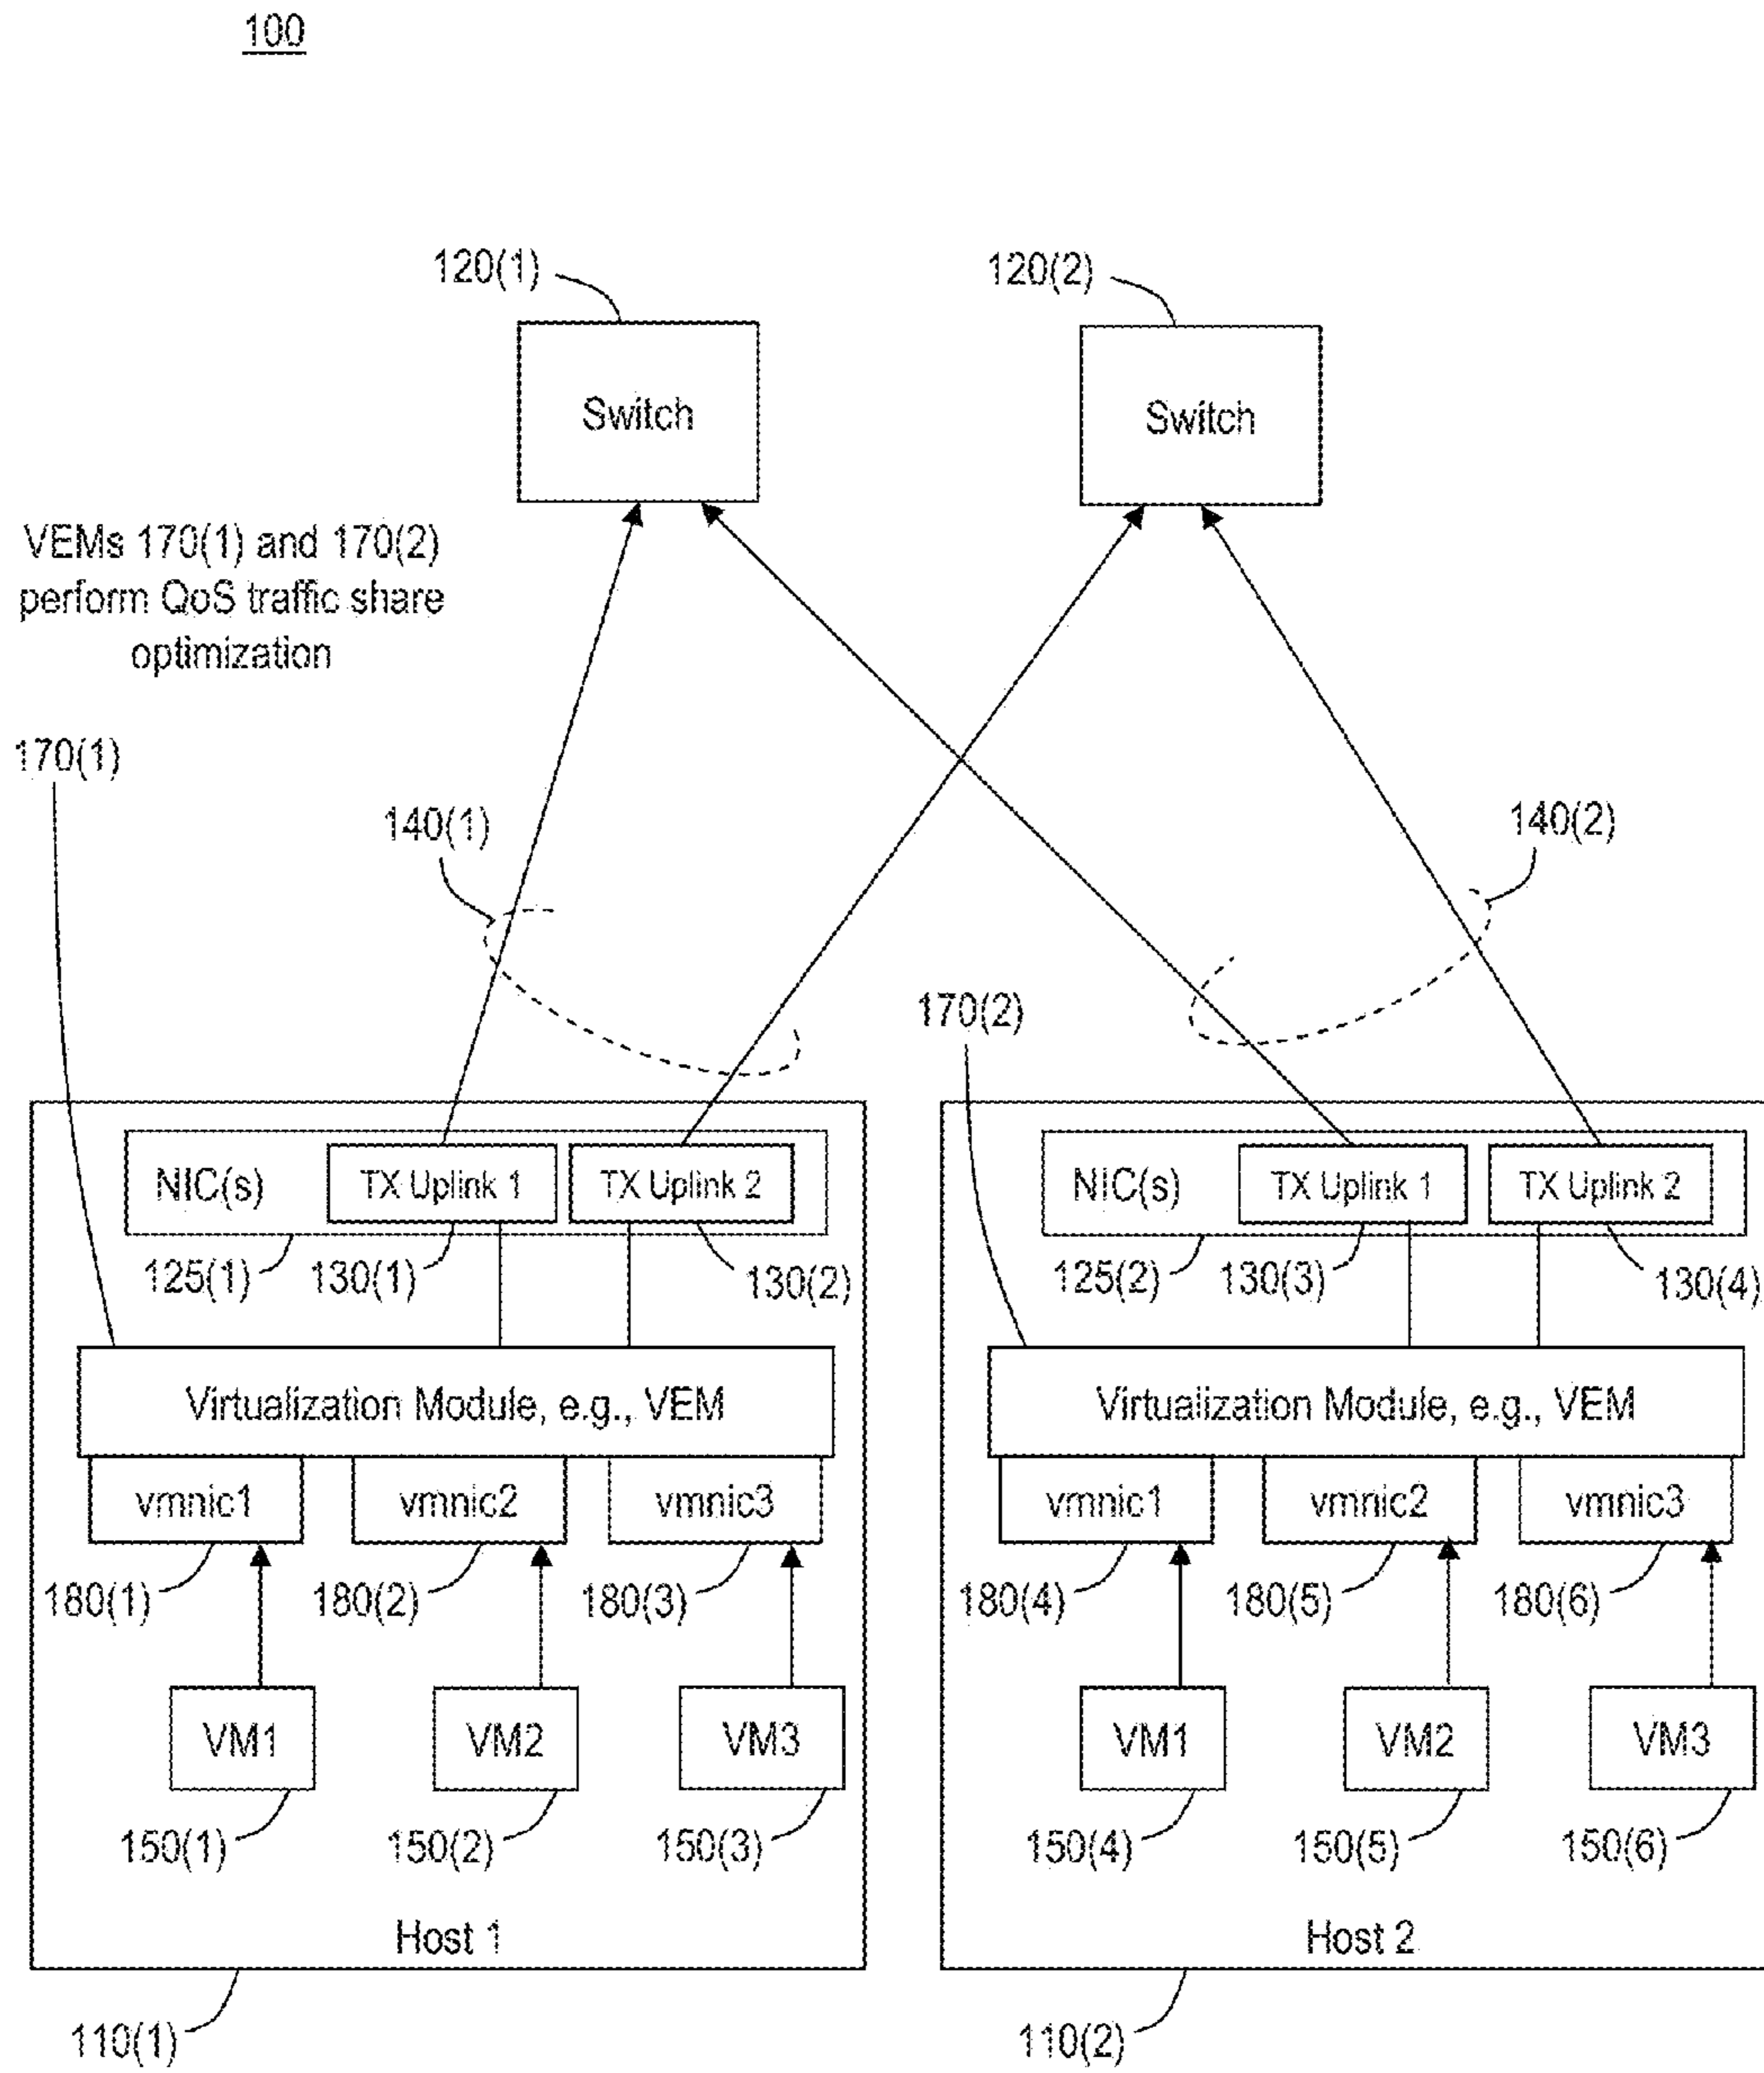 100
120(1)
120(2)
Switch
Switch
VEMs 170(1) and 170(2)
perform QoS traffic share
optimization
170(1)
140(1)
140(2)
170(2)
NIC(s)
TX Uplink 1
TX Uplink 2
125(1)
130(1)
130(2)
NIC(s)
TX Uplink 1
TX Uplink 2
125(2)
130(3)
130(4)
Virtualization Module, e.g., VEM
Virtualization Module, e.g., VEM
vmnic1
vmnic2
vmnic3
vmnic1
vmnic2
vmnic3
180(1)
180(2)
180(3)
180(4)
180(5)
180(6)
VM1
VM2
VM3
VM1
VM2
VM3
150(1)
150(2)
150(3)
150(4)
150(5)
150(6)
Host 1
Host 2
110(1)
110(2)